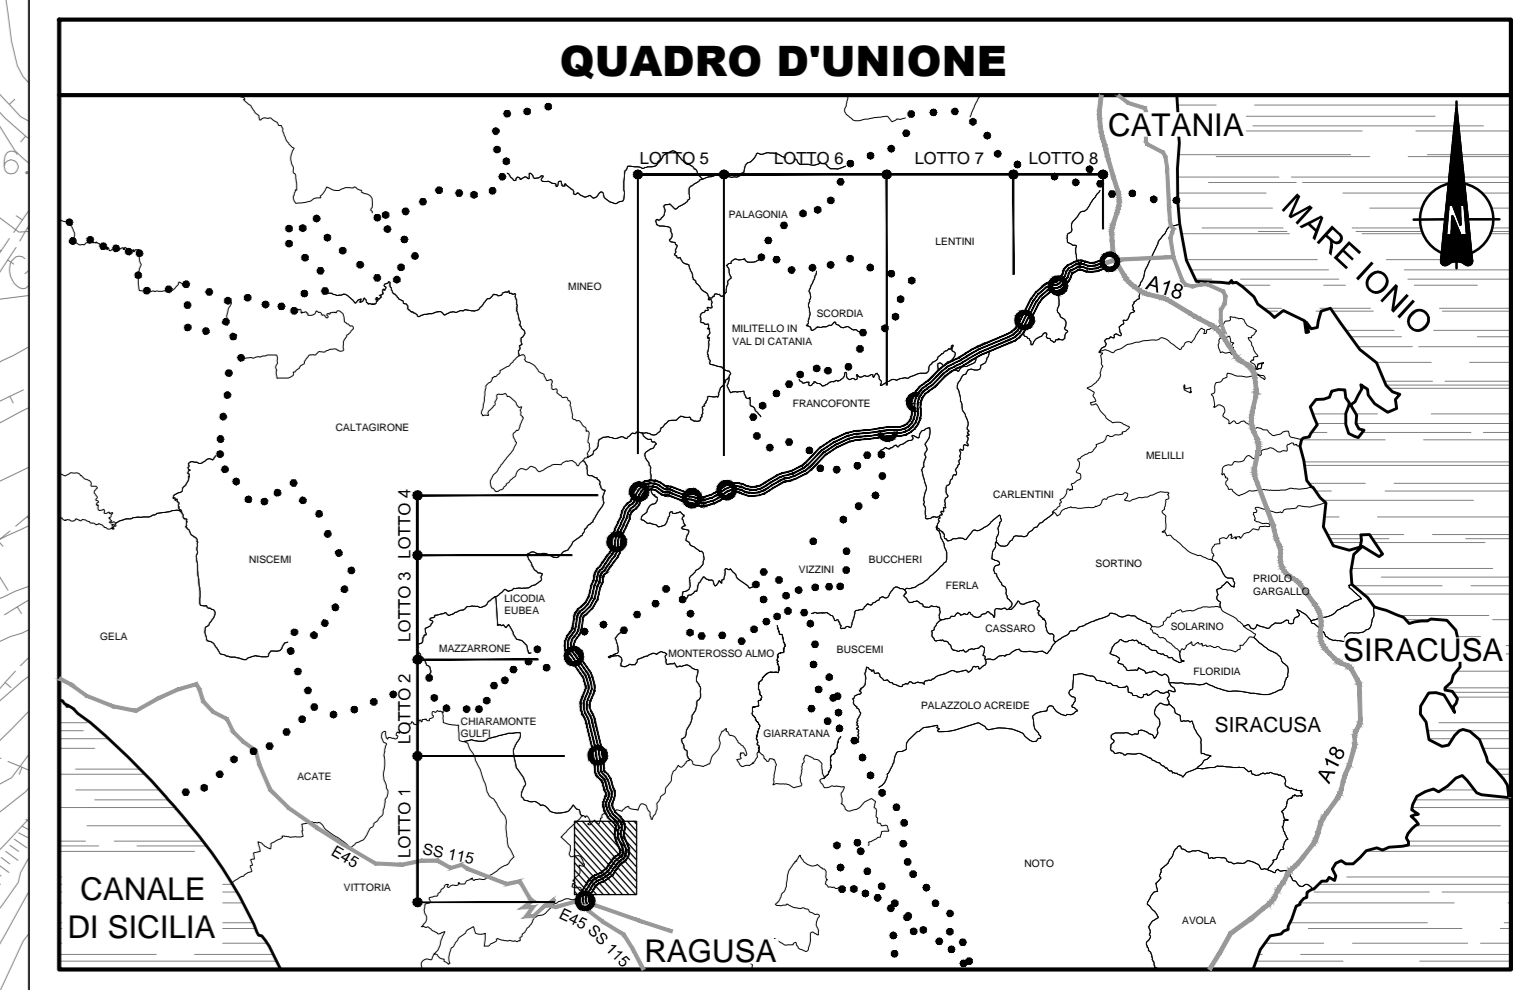 QUADRO D'UNIONE
CATANIA
LOTTO 5
LOTTO 6
LOTTO 7
LOTTO 8
6
N
MARE IONIO
PALAGONIA
LENTINI
MINEO
A18
SCORDIA
MILITELLO IN
VAL DI CATANIA
FRANCOFONTE
CALTAGIRONE
MELILLI
CARLENTINI
LOTTO 4
NISCEMI
VIZZINI
BUCCHERI
SORTINO
FERLA
PRIOLO
GARGALLO
LOTTO 3
LICODIA
EUBEA
GELA
CASSARO
SOLARINO
MAZZARRONE
MONTEROSSO ALMO
BUSCEMI
SIRACUSA
FLORIDIA
LOTTO 2
CHIARAMONTE
GULFI
PALAZZOLO ACREIDE
GIARRATANA
SIRACUSA
A18
ACATE
LOTTO 1
E45
SS 115
VITTORIA
NOTO
CANALE
DI SICILIA
E45 SS 115
RAGUSA
AVOLA